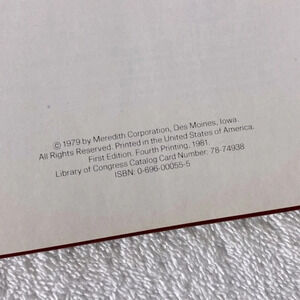 © 1979 by Meredith Corporation, Des Moines, Iowa.
All Rights Reserved. Printed in the United States of America.
First Edition. Fourth Printing, 1981.
Library of Congress Catalog Card Number: 78-74938
ISBN: 0-696-00055-5